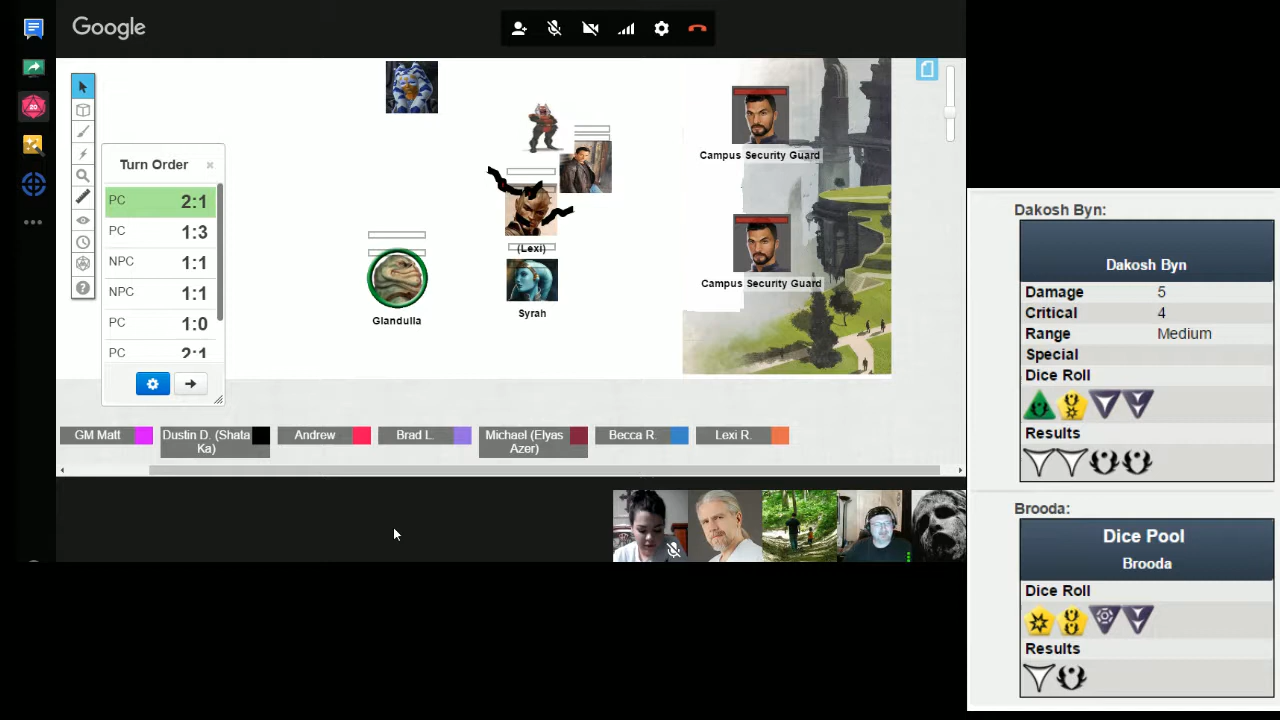 Google
20
Turn Order
PC 2:1
PC 1:3
NPC 1:1
NPC 1:1
PC 1:0
PC 2:1
Campus Security Guard
Campus Security Guard
(Lexi)
Glandulla
Syrah
GM Matt
Dustin D. (Shata
Ka)
Andrew
Brad L.
Michael (Elyas
Azer)
Becca R.
Lexi R.
Dakosh Byn:
Dakosh Byn
Damage 5
Critical 4
Range Medium
Special
Dice Roll
Results
Brooda:
Dice Pool
Brooda
Dice Roll
Results